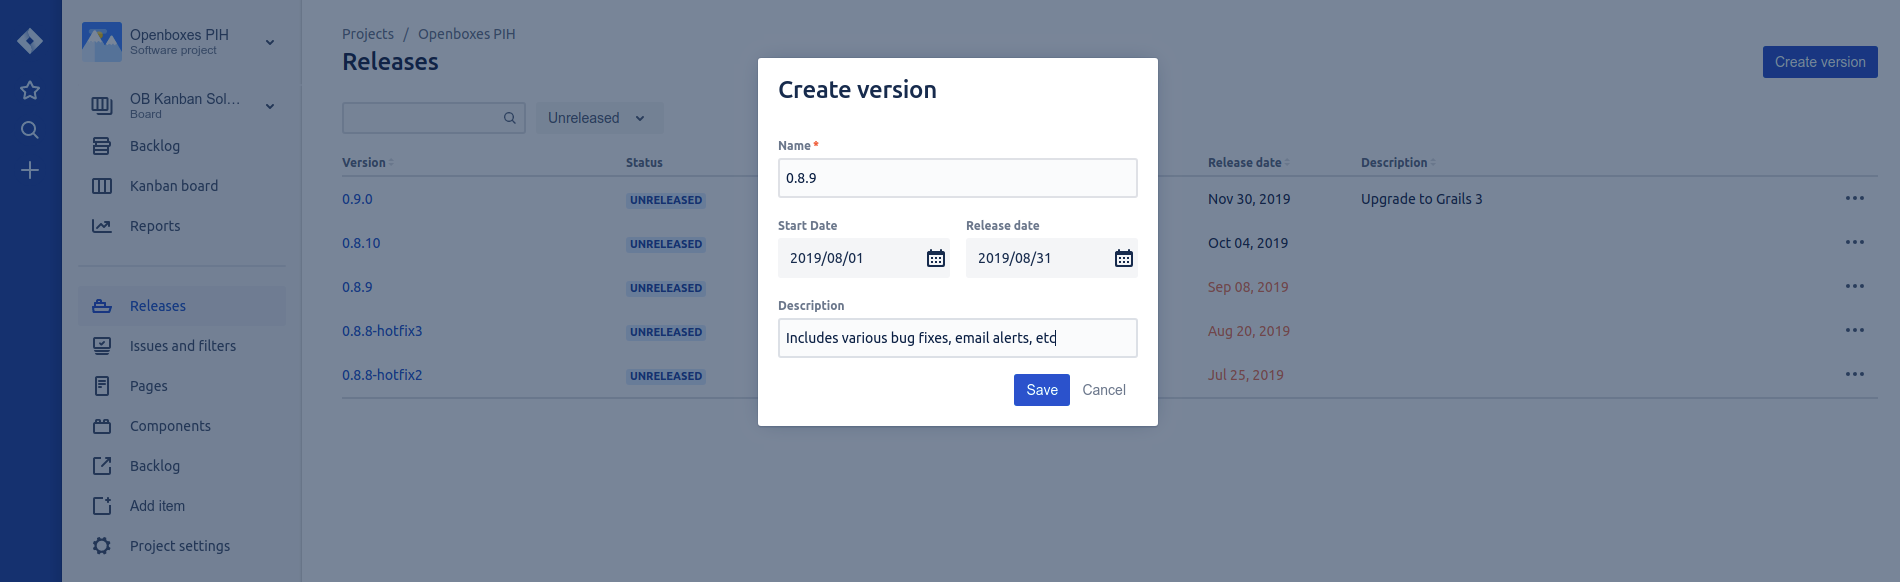 Openboxes PIH
Software project
OB Kanban Sol...
Board
Backlog
Kanban board
Reports
Releases
Issues and filters
Pages
Components
Backlog
Add item
Project settings
Projects / Openboxes PIH
Releases
Create version
Unreleased
Version Status Release date Description
0.9.0 UNRELEASED Nov 30, 2019 Upgrade to Grails 3
0.8.10 UNRELEASED Oct 04, 2019
0.8.9 UNRELEASED Sep 08, 2019
0.8.8-hotfix3 UNRELEASED Aug 20, 2019
0.8.8-hotfix2 UNRELEASED Jul 25, 2019
Create version
Name*
0.8.9
Start Date Release date
2019/08/01 2019/08/31
Description
Includes various bug fixes, email alerts, etc
Save Cancel